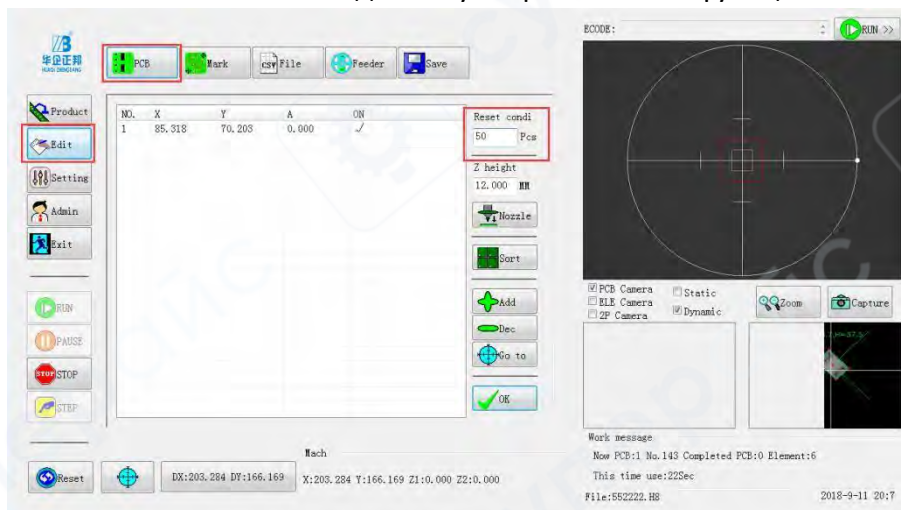 ECODE:
RUN >>
华企正邦
HUAQI ZHENGBANG
PCB
Mark
CSV File
Feeder
Save
Product
Edit
Setting
Admin
Exit
RUN
PAUSE
STOP
STOP
STEP
Reset
NO. X Y A ON
1 85.318 70.203 0.000 √
Reset condi
50 Pcs
Z height
12.000 MM
Nozzle
Sort
Add
Dec
Go to
OK
PCB Camera
ELE Camera
2P Camera
Static
Dynamic
Zoom
Capture
Work message
Now PCB:1 No.143 Completed PCB:0 Element:6
This time use:22Sec
File:552222.H8
2018-9-11 20:7
Mach
DX:203.284 DY:166.169
X:203.284 Y:166.169 Z1:0.000 Z2:0.000